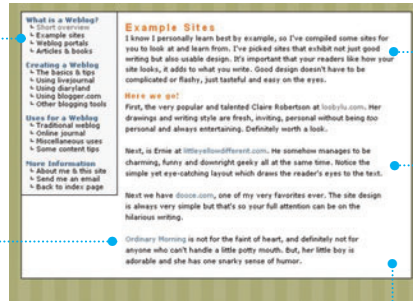 What is a Weblog?
Short overview
Example sites
Weblog portals
Articles & books
Creating a Weblog
The basics & tips
Using livejournal
Using diaryland
Using blogger.com
Other blogging tools
Uses for a Weblog
Traditional weblog
Online journal
Miscellaneous uses
Some content tips
More Information
About me & this site
Send me an email
Back to index page
Example Sites
I know I personally learn best by example, so I've compiled some sites for
you to look at and learn from. I've picked sites that exhibit not just good
writing but also usable design. It's important that your readers like how your
site looks, it adds to what you write. Good design doesn't have to be
complicated or flashy, just tasteful and easy on the eyes.
Here we go!
First, the very popular and talented Claire Robertson at loobylu.com. Her
drawings and writing style are fresh, inviting, personal without being too
personal and always entertaining. Definitely worth a look.
Next, is Ernie at littleyellowdifferent.com. He somehow manages to be
charming, funny and downright geeky all at the same time. Notice the
simple yet eye-catching layout which draws the reader's eyes to the text.
Next we have dooce.com, one of my very favorites ever. The site design
is always very simple but that's so your full attention can be on the
hilarious writing.
Ordinary Morning is not for the faint of heart, and definitely not for
anyone who can't handle a little potty mouth. But, her little boy is
adorable and she has one snarky sense of humor.